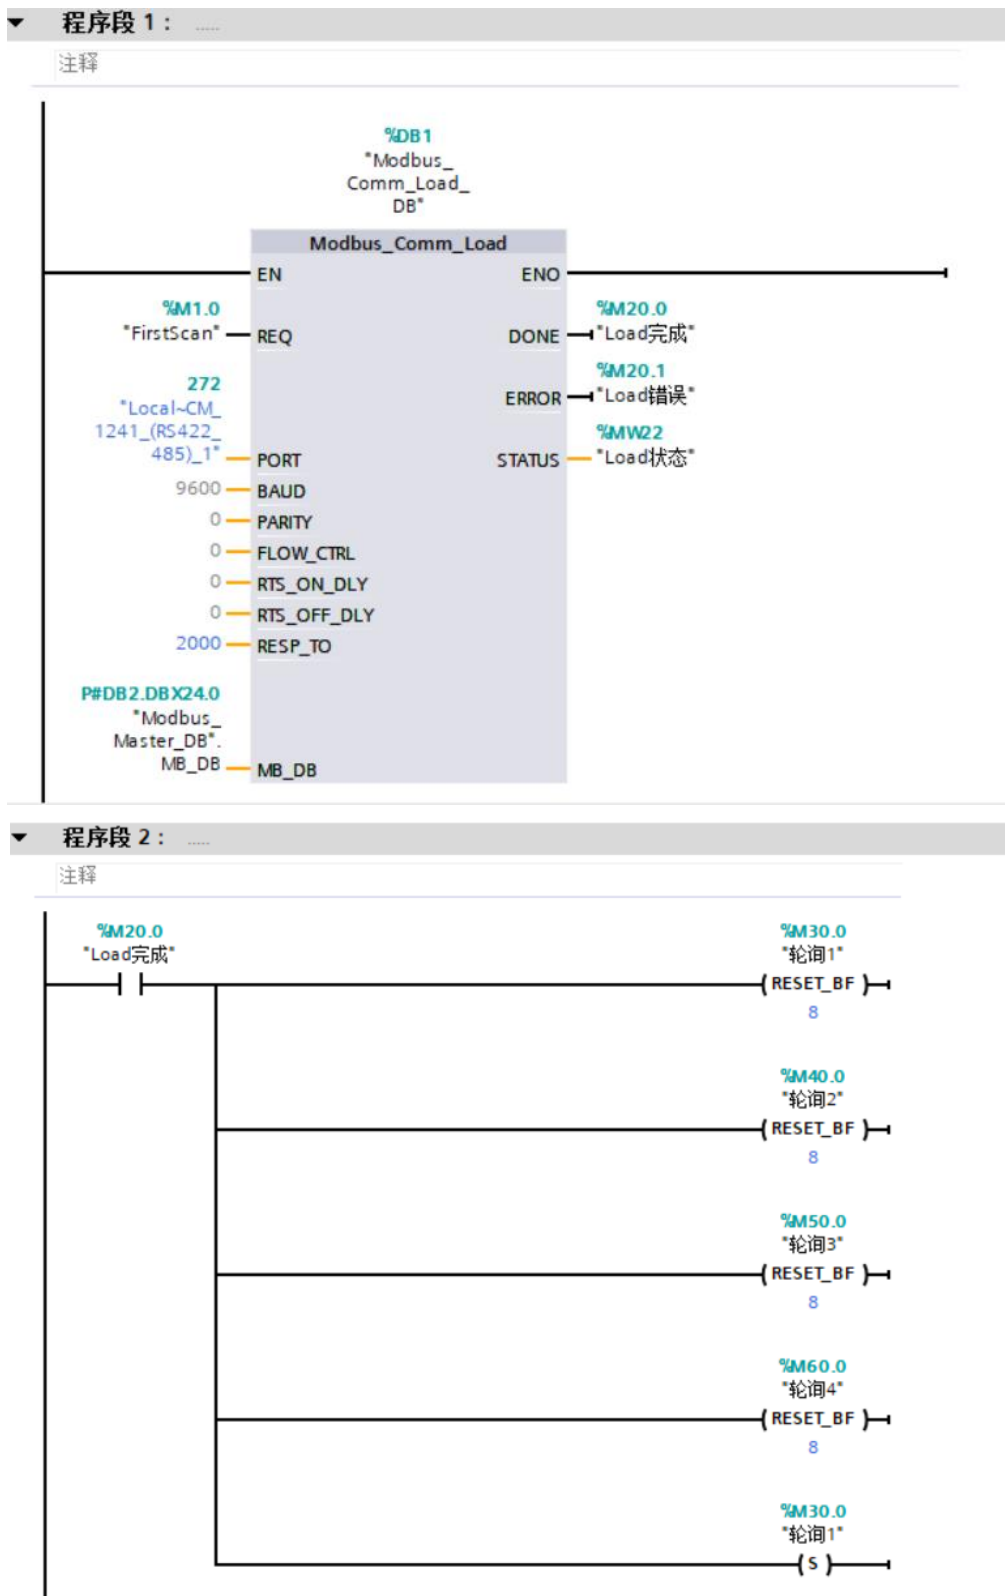 程序段 1： .....
注释
%DB1
"Modbus_
Comm_Load_
DB"
Modbus_Comm_Load
EN
ENO
%M1.0
"FirstScan"
REQ
%M20.0
DONE
"Load完成"
%M20.1
ERROR
"Load错误"
272
"Local~CM_
1241_(RS422_
485)_1"
PORT
%MW22
STATUS
"Load状态"
9600
BAUD
0
PARITY
0
FLOW_CTRL
0
RTS_ON_DLY
0
RTS_OFF_DLY
2000
RESP_TO
P#DB2.DBX24.0
"Modbus_
Master_DB".
MB_DB
MB_DB
程序段 2： .....
注释
%M20.0
"Load完成"
%M30.0
"轮询1"
RESET_BF
8
%M40.0
"轮询2"
RESET_BF
8
%M50.0
"轮询3"
RESET_BF
8
%M60.0
"轮询4"
RESET_BF
8
%M30.0
"轮询1"
S